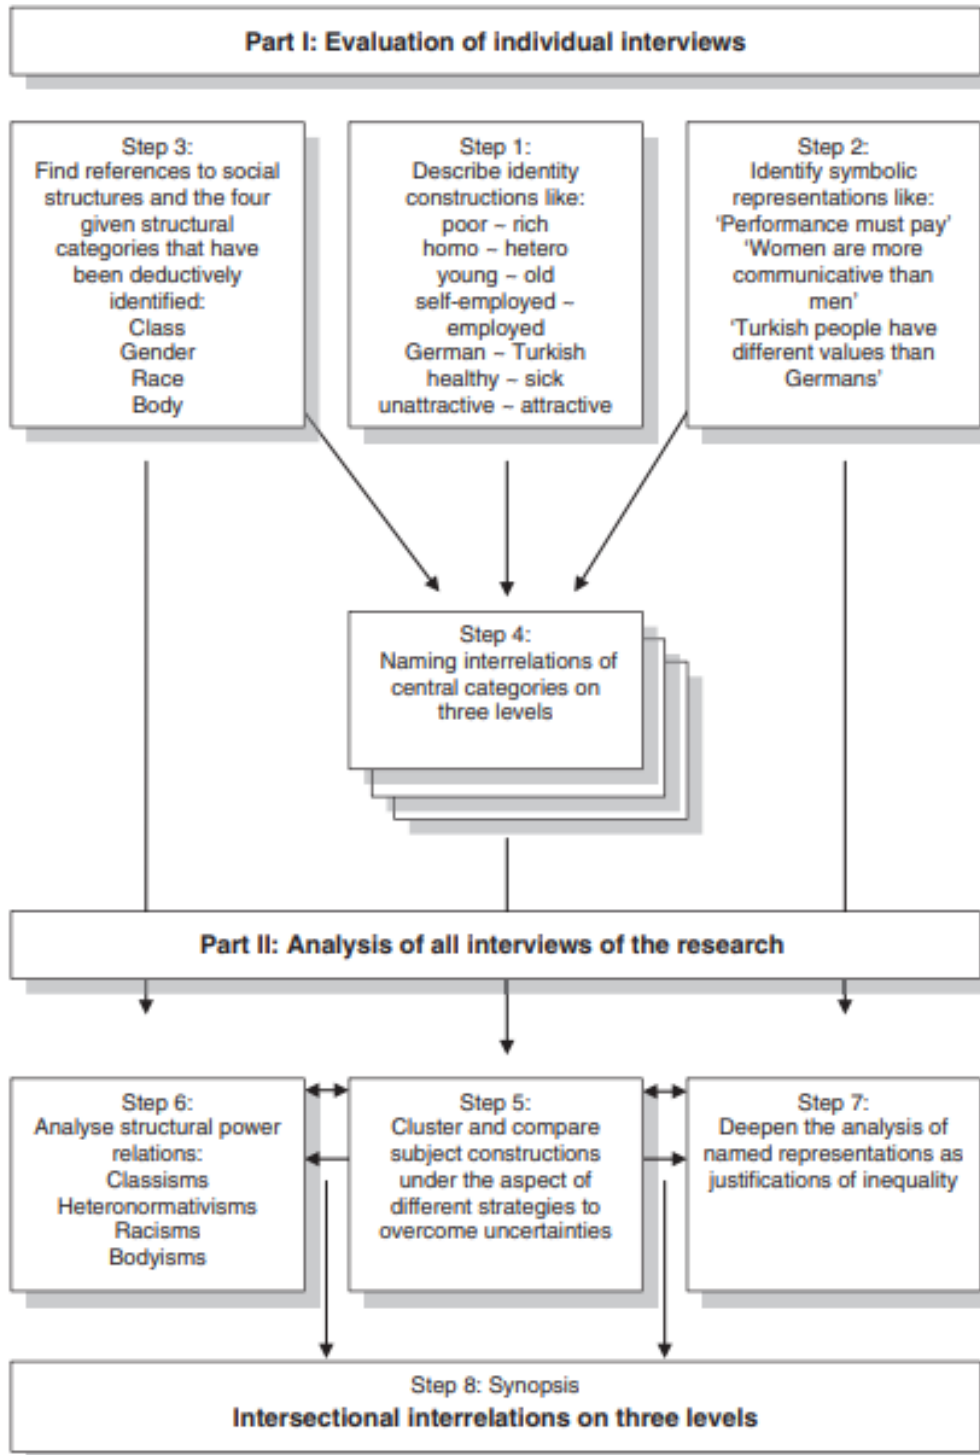 Part I: Evaluation of individual interviews
Step 3:
Find references to social
structures and the four
given structural
categories that have
been deductively
identified:
Class
Gender
Race
Body
Step 1:
Describe identity
constructions like:
poor ~ rich
homo ~ hetero
young ~ old
self-employed ~
employed
German ~ Turkish
healthy ~ sick
unattractive ~ attractive
Step 2:
Identify symbolic
representations like:
‘Performance must pay’
‘Women are more
communicative than
men’
‘Turkish people have
different values than
Germans’
Step 4:
Naming interrelations of
central categories on
three levels
Part II: Analysis of all interviews of the research
Step 6:
Analyse structural power
relations:
Classisms
Heteronormativisms
Racisms
Bodyisms
Step 5:
Cluster and compare
subject constructions
under the aspect of
different strategies to
overcome uncertainties
Step 7:
Deepen the analysis of
named representations as
justifications of inequality
Step 8: Synopsis
Intersectional interrelations on three levels